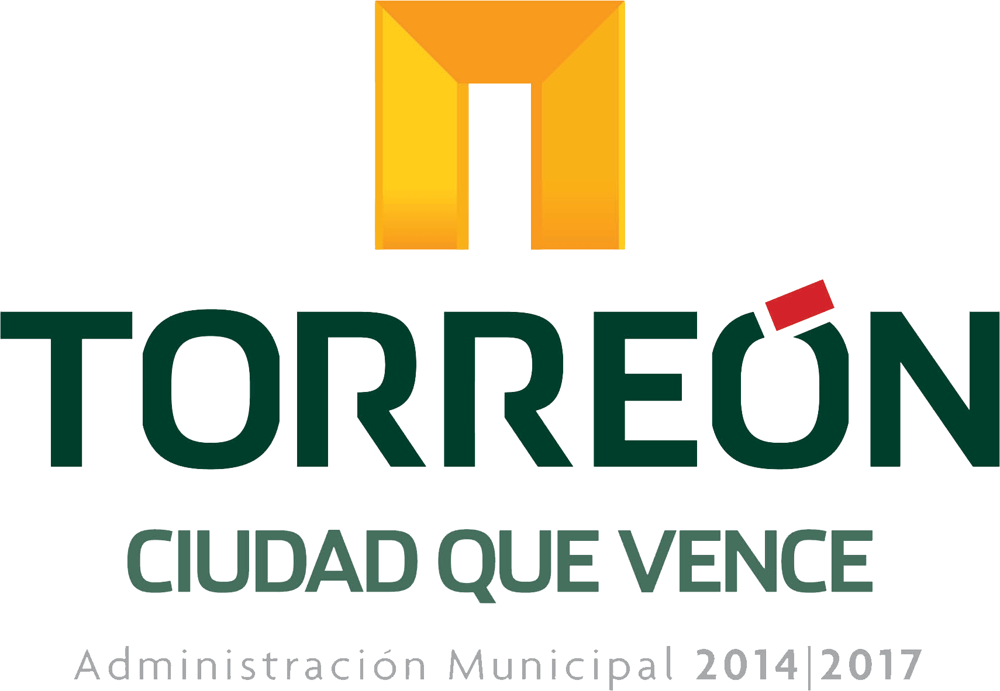 TORREÓN
CIUDAD QUE VENCE
Administración Municipal 2014|2017